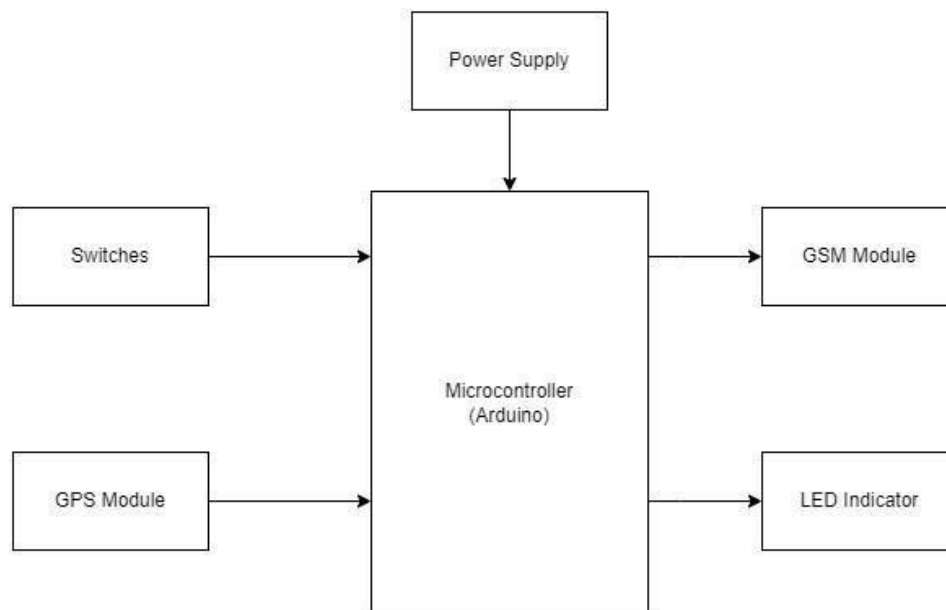 Power Supply
Switches
GSM Module
Microcontroller
(Arduino)
GPS Module
LED Indicator